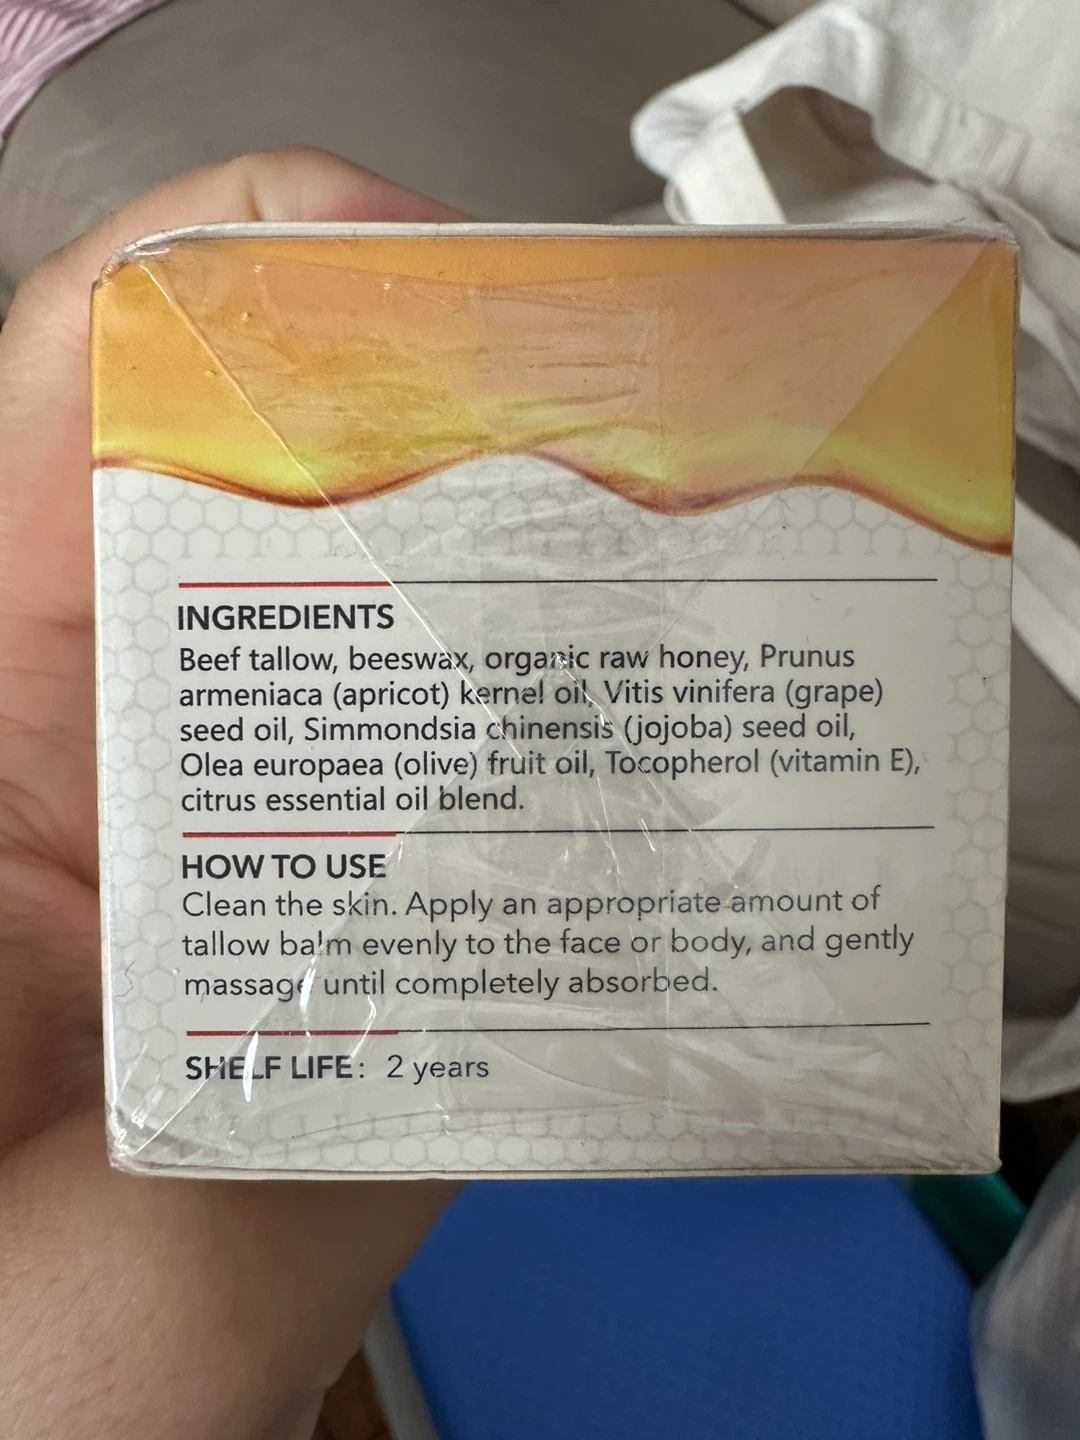 INGREDIENTS
Beef tallow, beeswax, organic raw honey, Prunus
armeniaca (apricot) kernel oil, Vitis vinifera (grape)
seed oil, Simmondsia chinensis (jojoba) seed oil,
Olea europaea (olive) fruit oil, Tocopherol (vitamin E),
citrus essential oil blend.
HOW TO USE
Clean the skin. Apply an appropriate amount of
tallow balm evenly to the face or body, and gently
massage until completely absorbed.
SHELF LIFE: 2 years